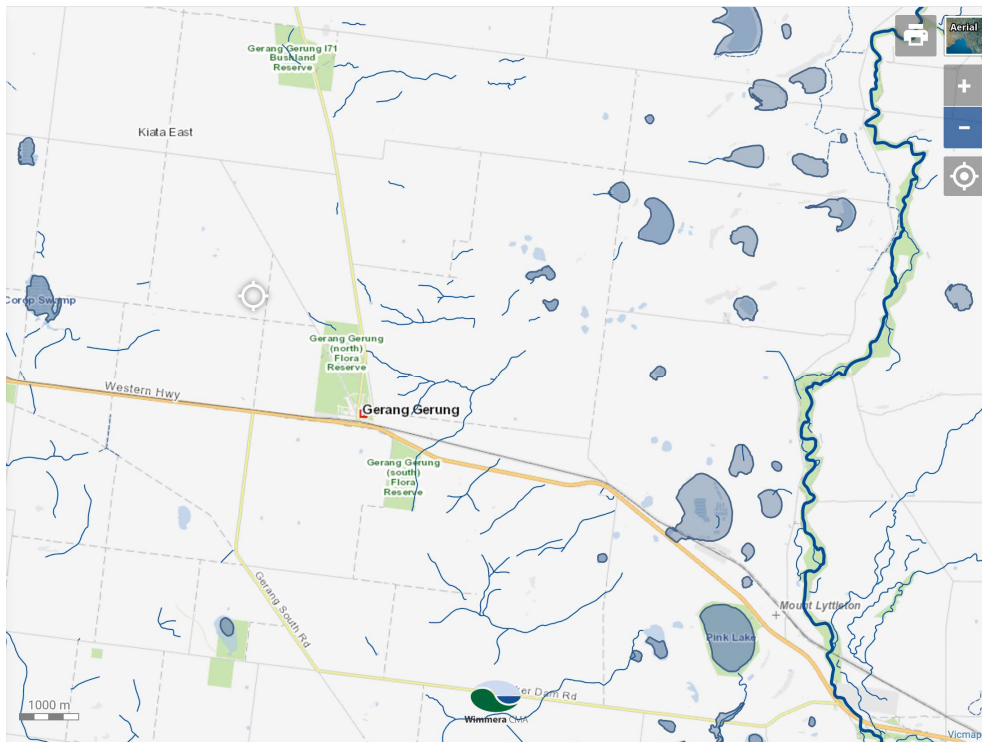 Aerial
Gerang Gerung I71
Bushland
Reserve
+
Kiata East
-
Corop Swamp
Gerang Gerung
(north)
Flora
Reserve
Western Hwy
Gerang Gerung
Gerang Gerung
(south)
Flora
Reserve
Gerang South Rd
Mount Lyttleton
Pink Lake
Dam Rd
1000 m
Wimmera CMA
Vicmap